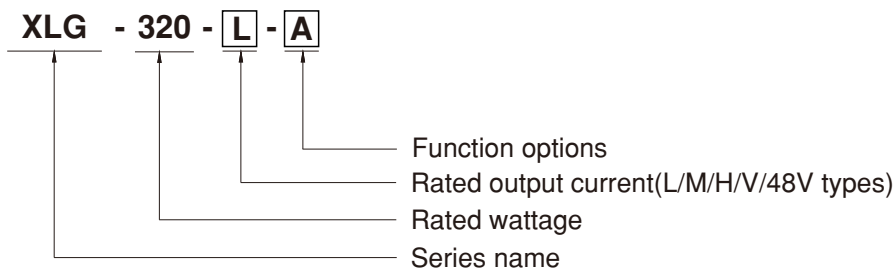 XLG - 320 - L - A
Function options
Rated output current(L/M/H/V/48V types)
Rated wattage
Series name